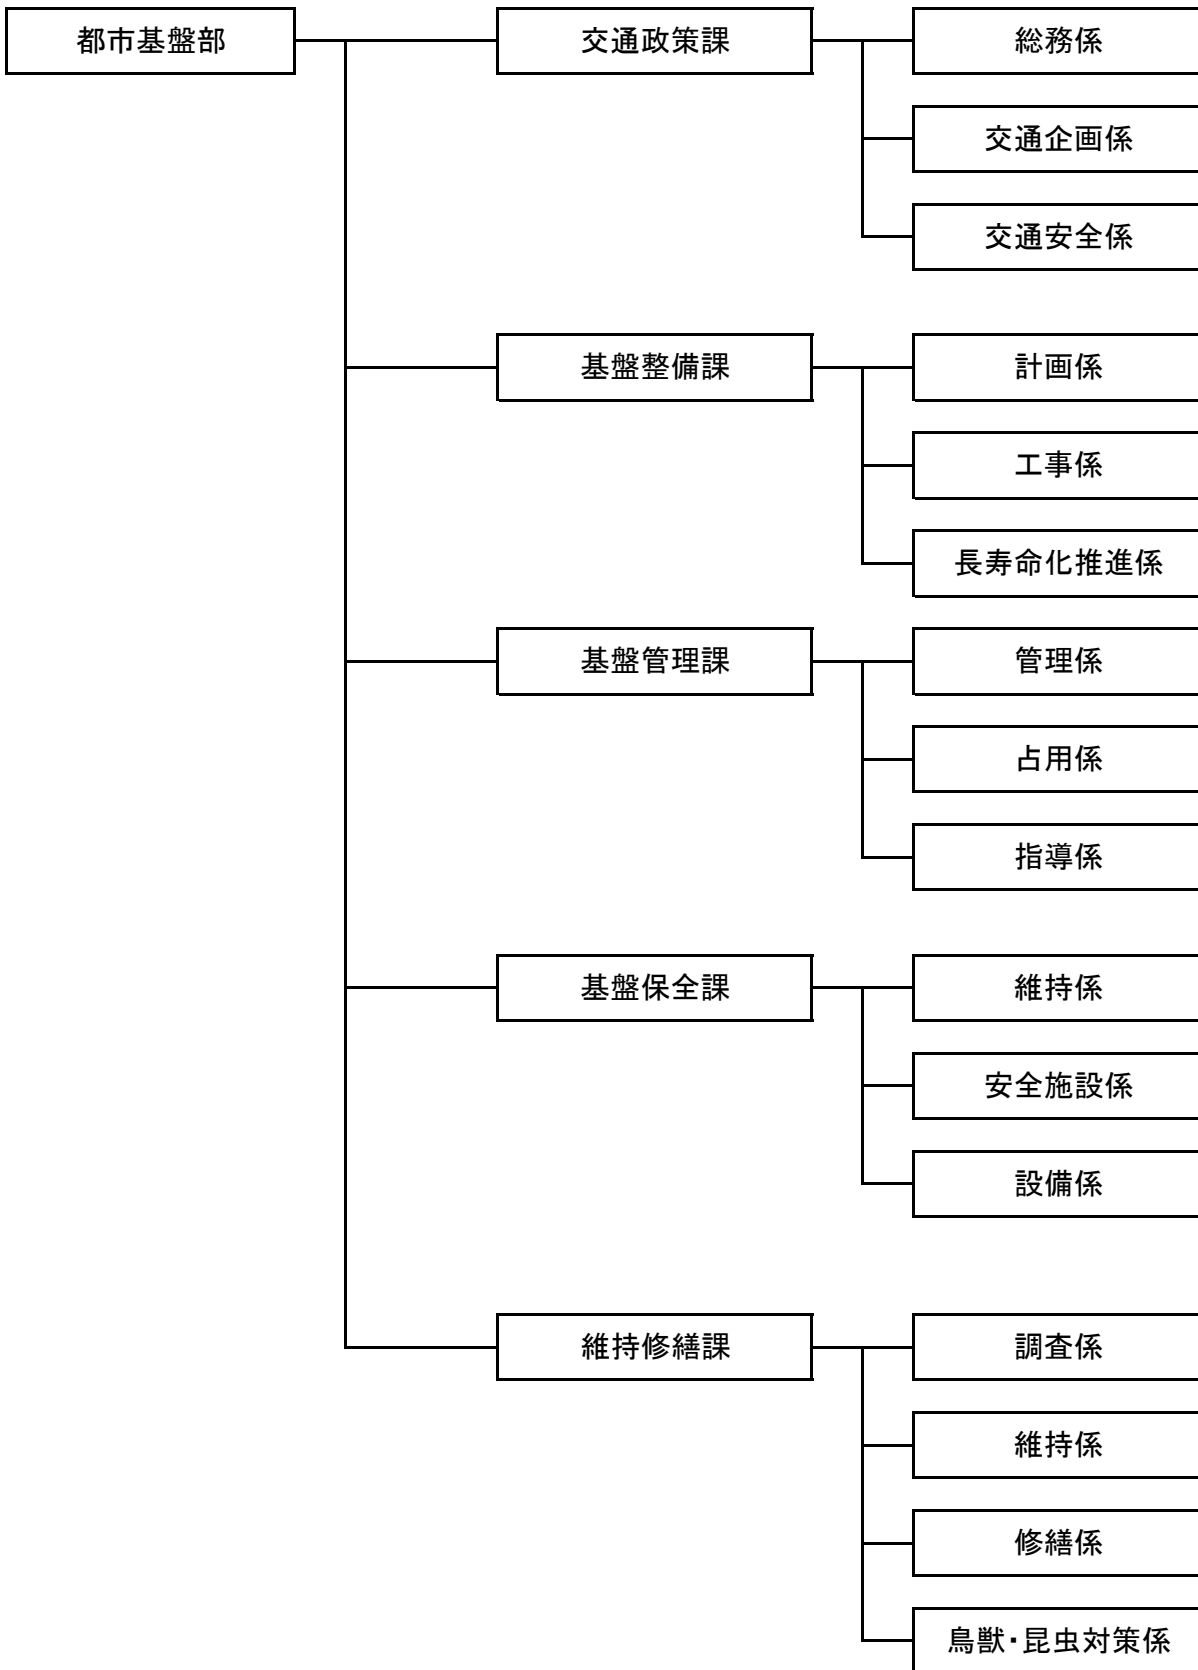 都市基盤部
交通政策課
総務係
交通企画係
交通安全係
基盤整備課
計画係
工事係
長寿命化推進係
基盤管理課
管理係
占用係
指導係
基盤保全課
維持係
安全施設係
設備係
維持修繕課
調査係
維持係
修繕係
鳥獣・昆虫対策係